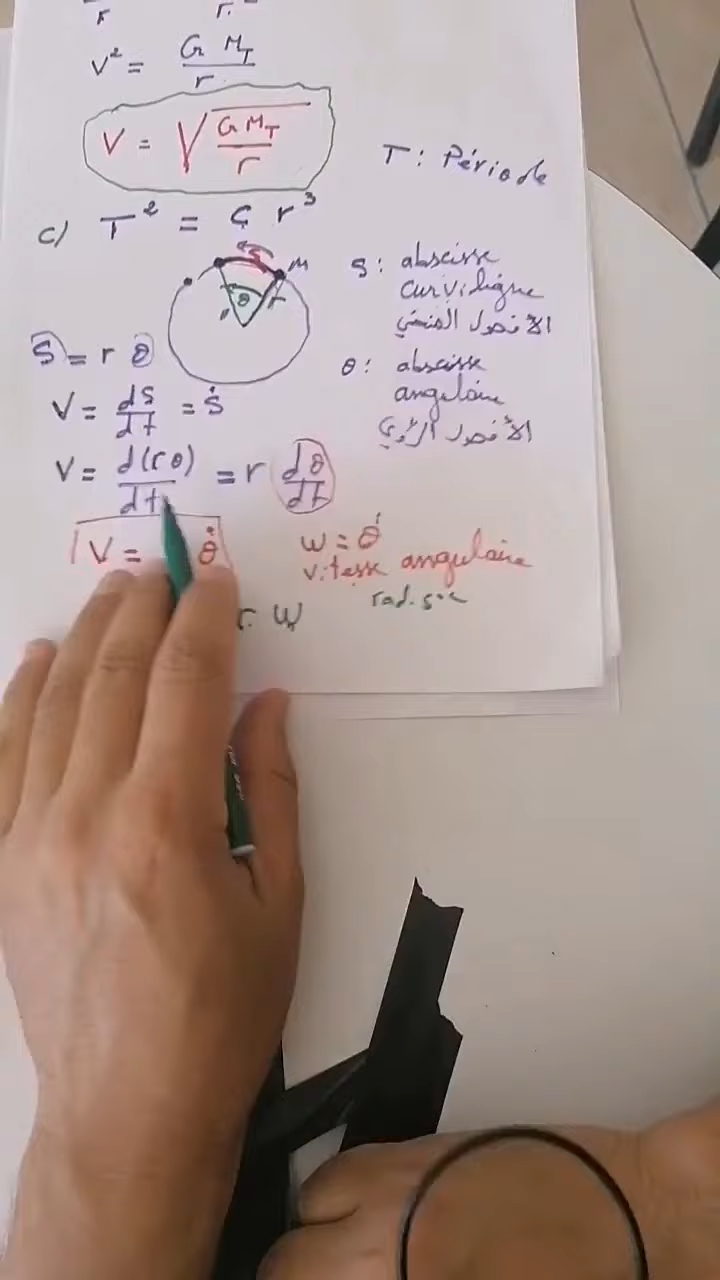 V² = G M_T / r
V = √(G M_T / r)
T : Période
c) T² = C r³
S M
θ r
S : abscisse
curviligne
الأفصول المنحني
S = r θ
θ : abscisse
angulaire
الأفصول الزاوي
V = dS/dt = Ṡ
V = d(rθ)/dt = r dθ/dt
V = θ̇
w = θ̇
vitesse angulaire
rad.s⁻¹
r. w